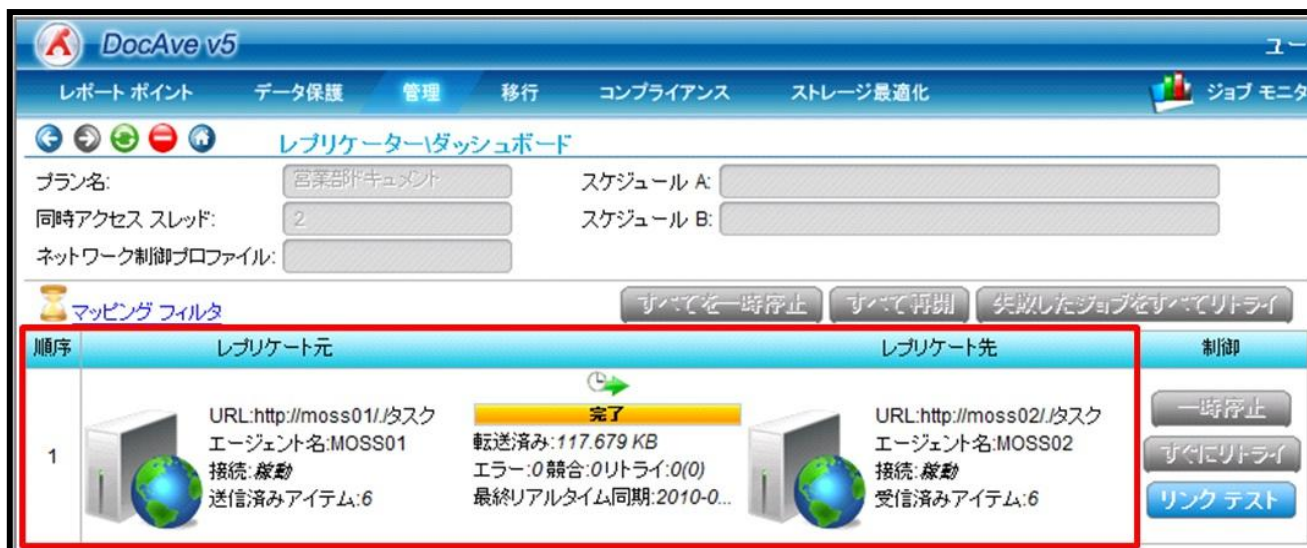 DocAve v5
ユー
レポート ポイント データ保護 管理 移行 コンプライアンス ストレージ最適化 ジョブ モニタ
レプリケーター\ダッシュボード
プラン名: 営業部ドキュメント スケジュール A:
同時アクセス スレッド: 2 スケジュール B:
ネットワーク制御プロファイル:
マッピング フィルタ すべてを一時停止 すべて再開 失敗したジョブをすべてリトライ
順序 レプリケート元 レプリケート先 制御
1
URL:http://moss01/./タスク
エージェント名:MOSS01
接続:稼動
送信済みアイテム:6
完了
転送済み:117.679 KB
エラー:0 競合:0リトライ:0(0)
最終リアルタイム同期:2010-0...
URL:http://moss02/./タスク
エージェント名:MOSS02
接続:稼動
受信済みアイテム:6
一時停止
すぐにリトライ
リンク テスト